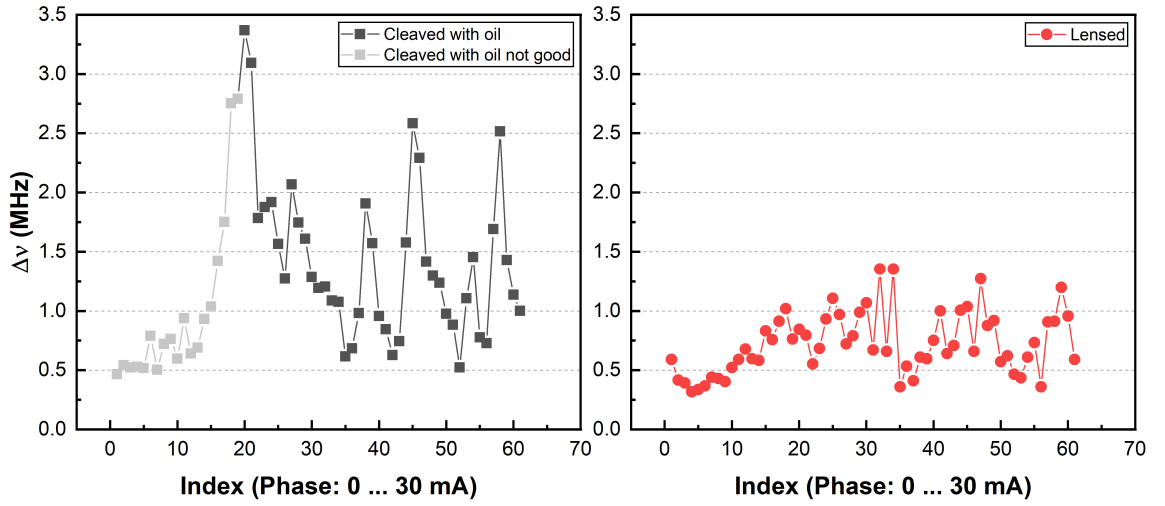 3.5
3.0
2.5
2.0
1.5
1.0
0.5
0.0
Δν (MHz)
Cleaved with oil
Cleaved with oil not good
0 10 20 30 40 50 60 70
Index (Phase: 0 ... 30 mA)
3.5
3.0
2.5
2.0
1.5
1.0
0.5
0.0
Lensed
0 10 20 30 40 50 60 70
Index (Phase: 0 ... 30 mA)